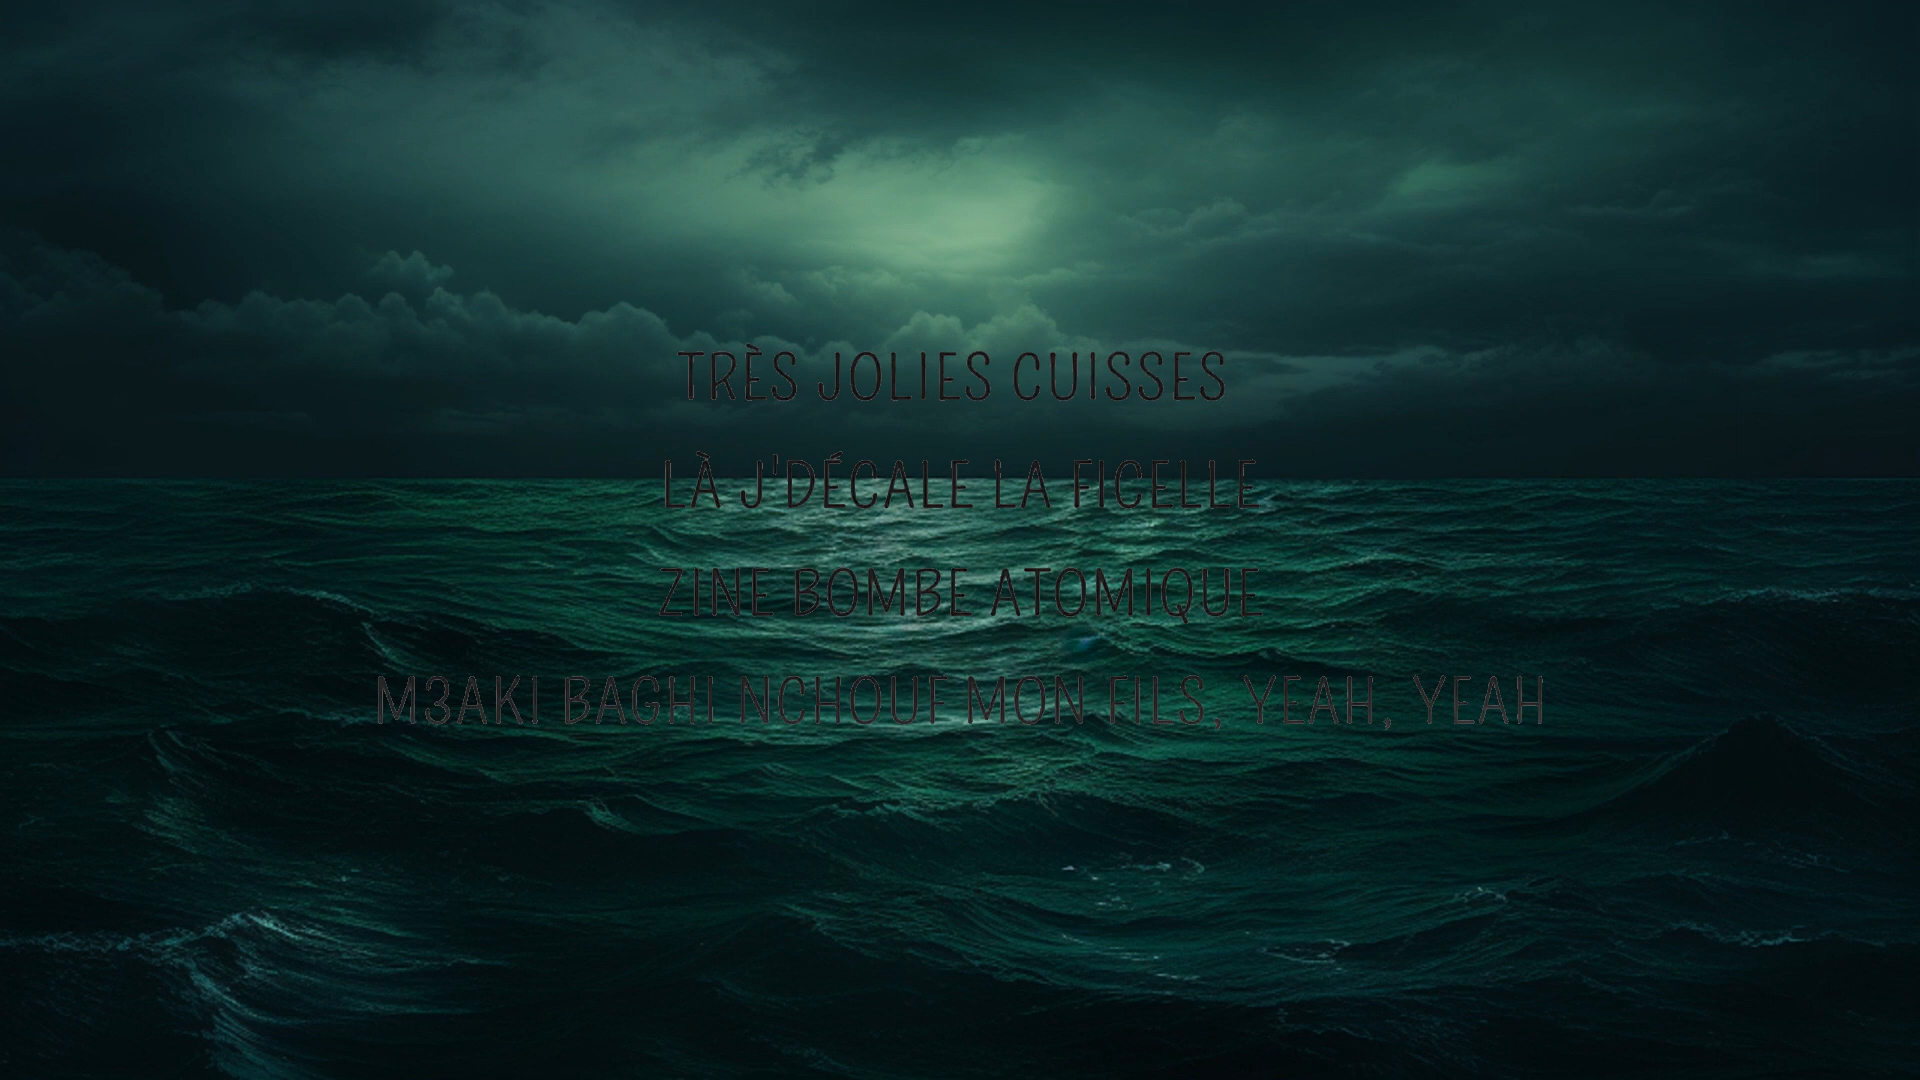 TRÈS JOLIES CUISSES
LÀ J'DÉCALE LA FICELLE
ZINE BOMBE ATOMIQUE
M3AKI BAGHI NCHOUF MON FILS, YEAH, YEAH